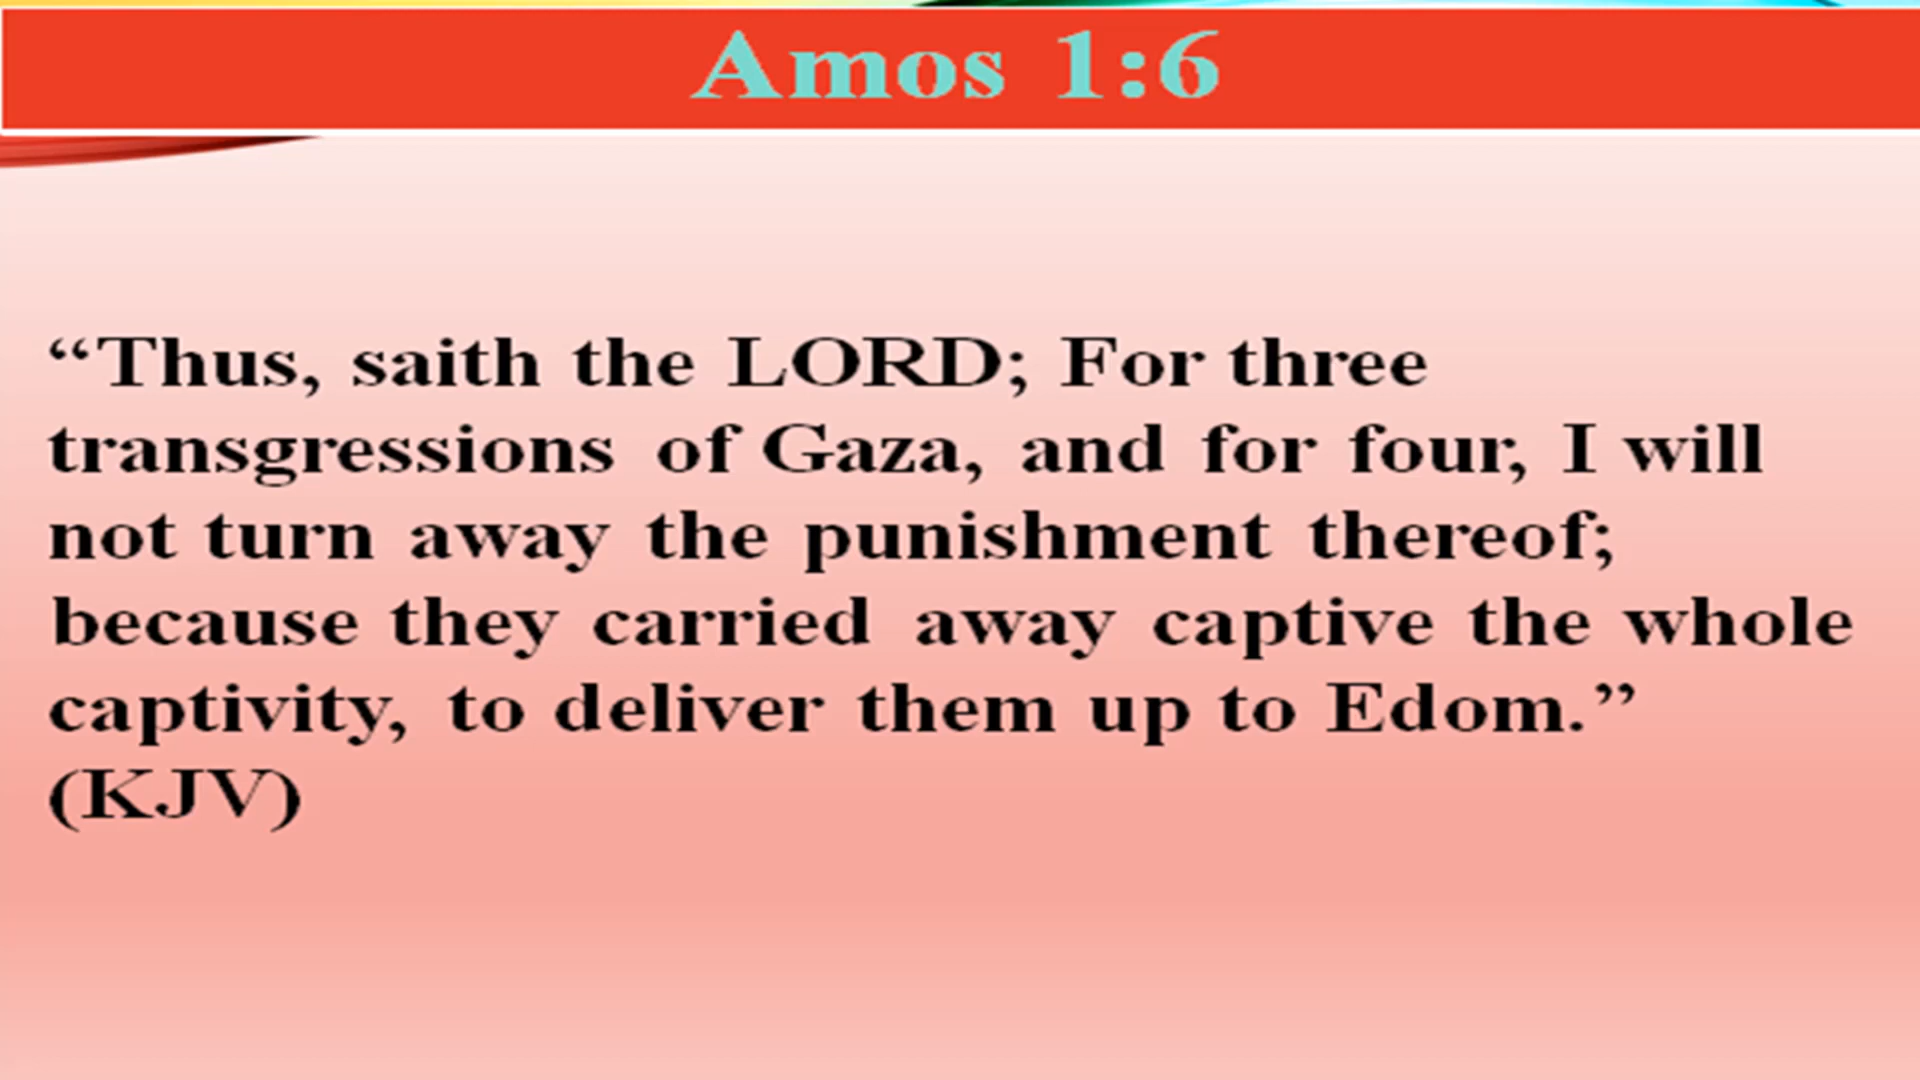 Amos 1:6
“Thus, saith the LORD; For three
transgressions of Gaza, and for four, I will
not turn away the punishment thereof;
because they carried away captive the whole
captivity, to deliver them up to Edom.”
(KJV)